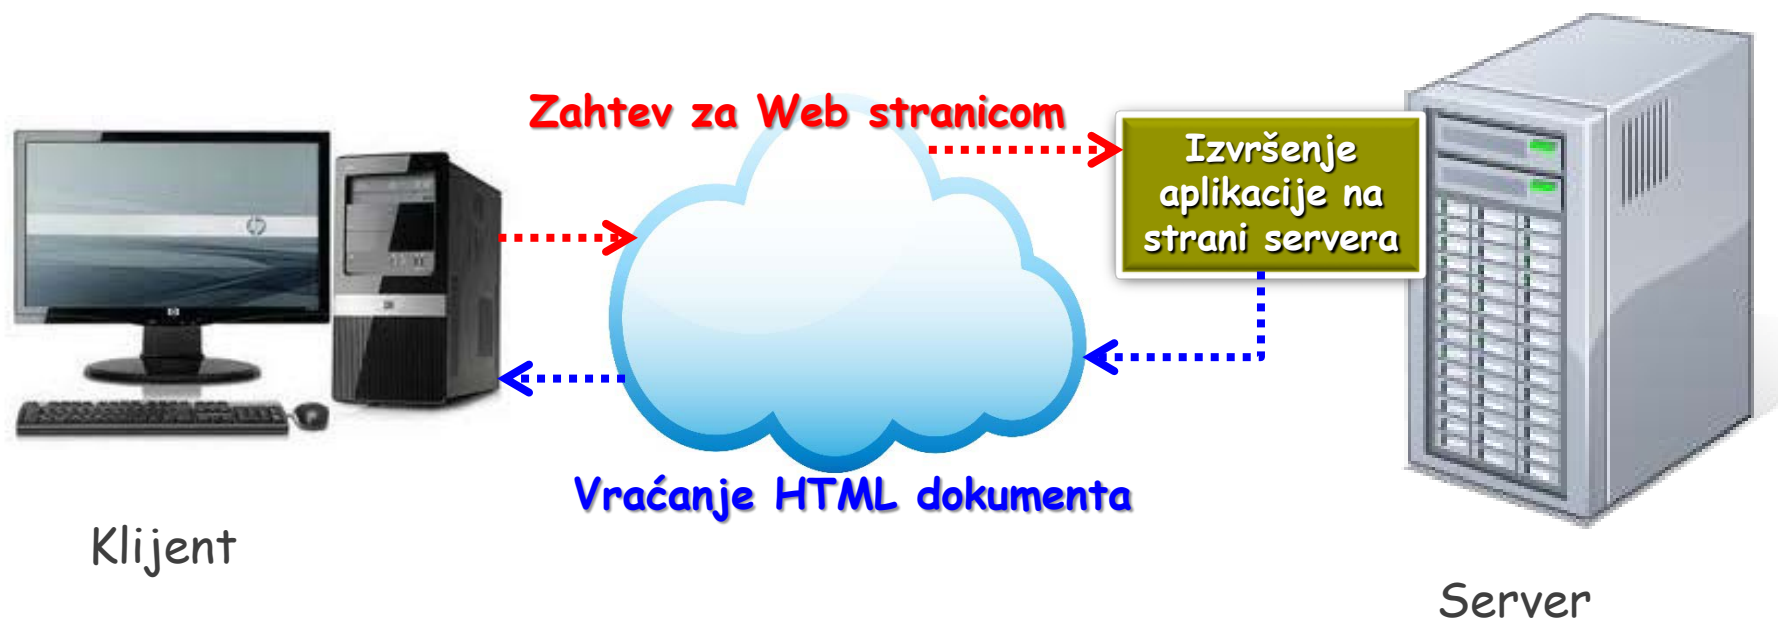 Zahtev za Web stranicom
Izvršenje
aplikacije na
strani servera
Vraćanje HTML dokumenta
Klijent
Server